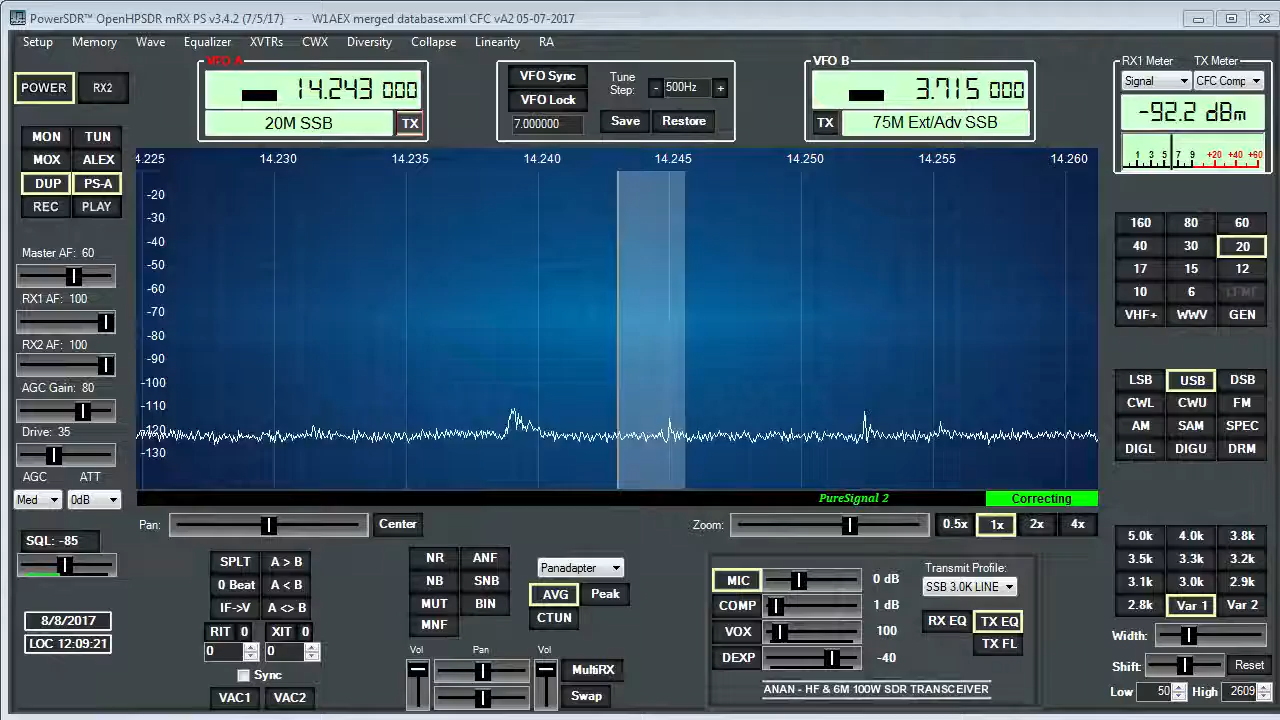 PowerSDR™ OpenHPSDR mRX PS v3.4.2 (7/5/17)   --   W1AEX merged database.xml CFC vA2 05-07-2017
Setup Memory Wave Equalizer XVTRs CWX Diversity Collapse Linearity RA
POWER RX2
VFO A
14.243 000
20M SSB TX
VFO Sync
VFO Lock
7.000000
Tune
Step: - 500Hz +
Save Restore
VFO B
3.715 000
TX 75M Ext/Adv SSB
RX1 Meter TX Meter
Signal CFC Comp
-92.2 dBm
1 3 5 7 9 +20 +40 +60
MON TUN
MOX ALEX
DUP PS-A
REC PLAY
Master AF: 60
RX1 AF: 100
RX2 AF: 100
AGC Gain: 80
Drive: 35
AGC ATT
Med 0dB
SQL: -85
8/8/2017
LOC 12:09:21
4.225 14.230 14.235 14.240 14.245 14.250 14.255 14.260
-20
-30
-40
-50
-60
-70
-80
-90
-100
-110
-120
-130
PureSignal 2 Correcting
Pan: Center
Zoom: 0.5x 1x 2x 4x
SPLT A > B
0 Beat A < B
IF->V A <> B
RIT 0 XIT 0
0 0
Sync
VAC1 VAC2
NR ANF
NB SNB
MUT BIN
MNF
Panadapter
AVG Peak
CTUN
Vol Pan Vol
MultiRX
Swap
MIC 0 dB
COMP 1 dB
VOX 100
DEXP -40
Transmit Profile:
SSB 3.0K LINE
RX EQ TX EQ
TX FL
ANAN - HF & 6M 100W SDR TRANSCEIVER
160 80 60
40 30 20
17 15 12
10 6
VHF+ WWV GEN
LSB USB DSB
CWL CWU FM
AM SAM SPEC
DIGL DIGU DRM
5.0k 4.0k 3.8k
3.5k 3.3k 3.2k
3.1k 3.0k 2.9k
2.8k Var 1 Var 2
Width:
Shift: Reset
Low 50 High 2609